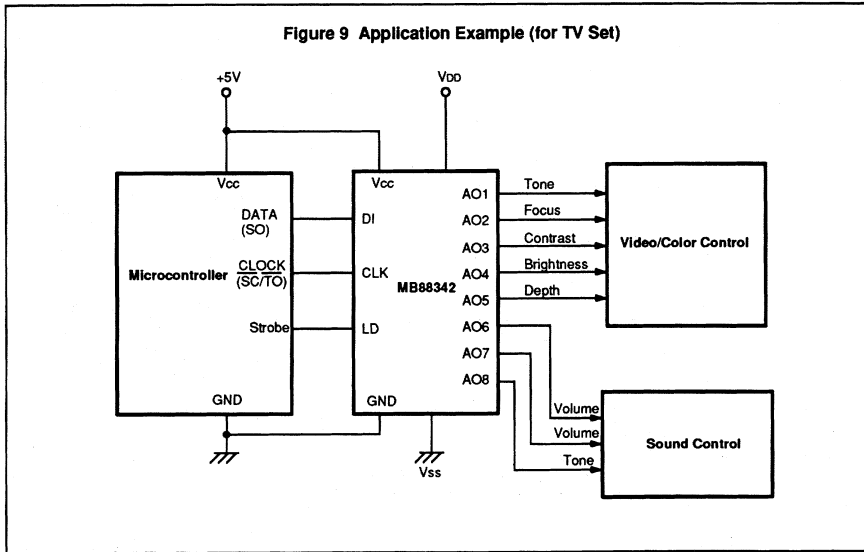 Figure 9 Application Example (for TV Set)
+5V
VDD
Vcc
DATA
(SO)
Microcontroller
CLOCK
(SC/TO)
Strobe
GND
Vcc
DI
CLK
MB88342
LD
GND
Vss
AO1
AO2
AO3
AO4
AO5
AO6
AO7
AO8
Tone
Focus
Contrast
Brightness
Depth
Video/Color Control
Volume
Volume
Tone
Sound Control